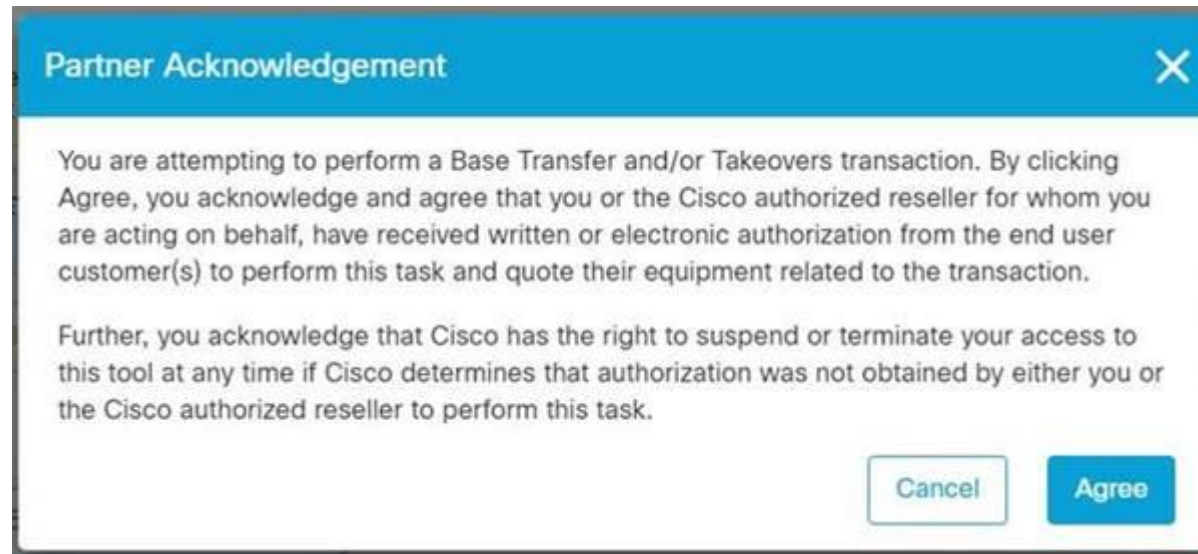 Partner Acknowledgement
You are attempting to perform a Base Transfer and/or Takeovers transaction. By clicking
Agree, you acknowledge and agree that you or the Cisco authorized reseller for whom you
are acting on behalf, have received written or electronic authorization from the end user
customer(s) to perform this task and quote their equipment related to the transaction.
Further, you acknowledge that Cisco has the right to suspend or terminate your access to
this tool at any time if Cisco determines that authorization was not obtained by either you or
the Cisco authorized reseller to perform this task.
Cancel Agree